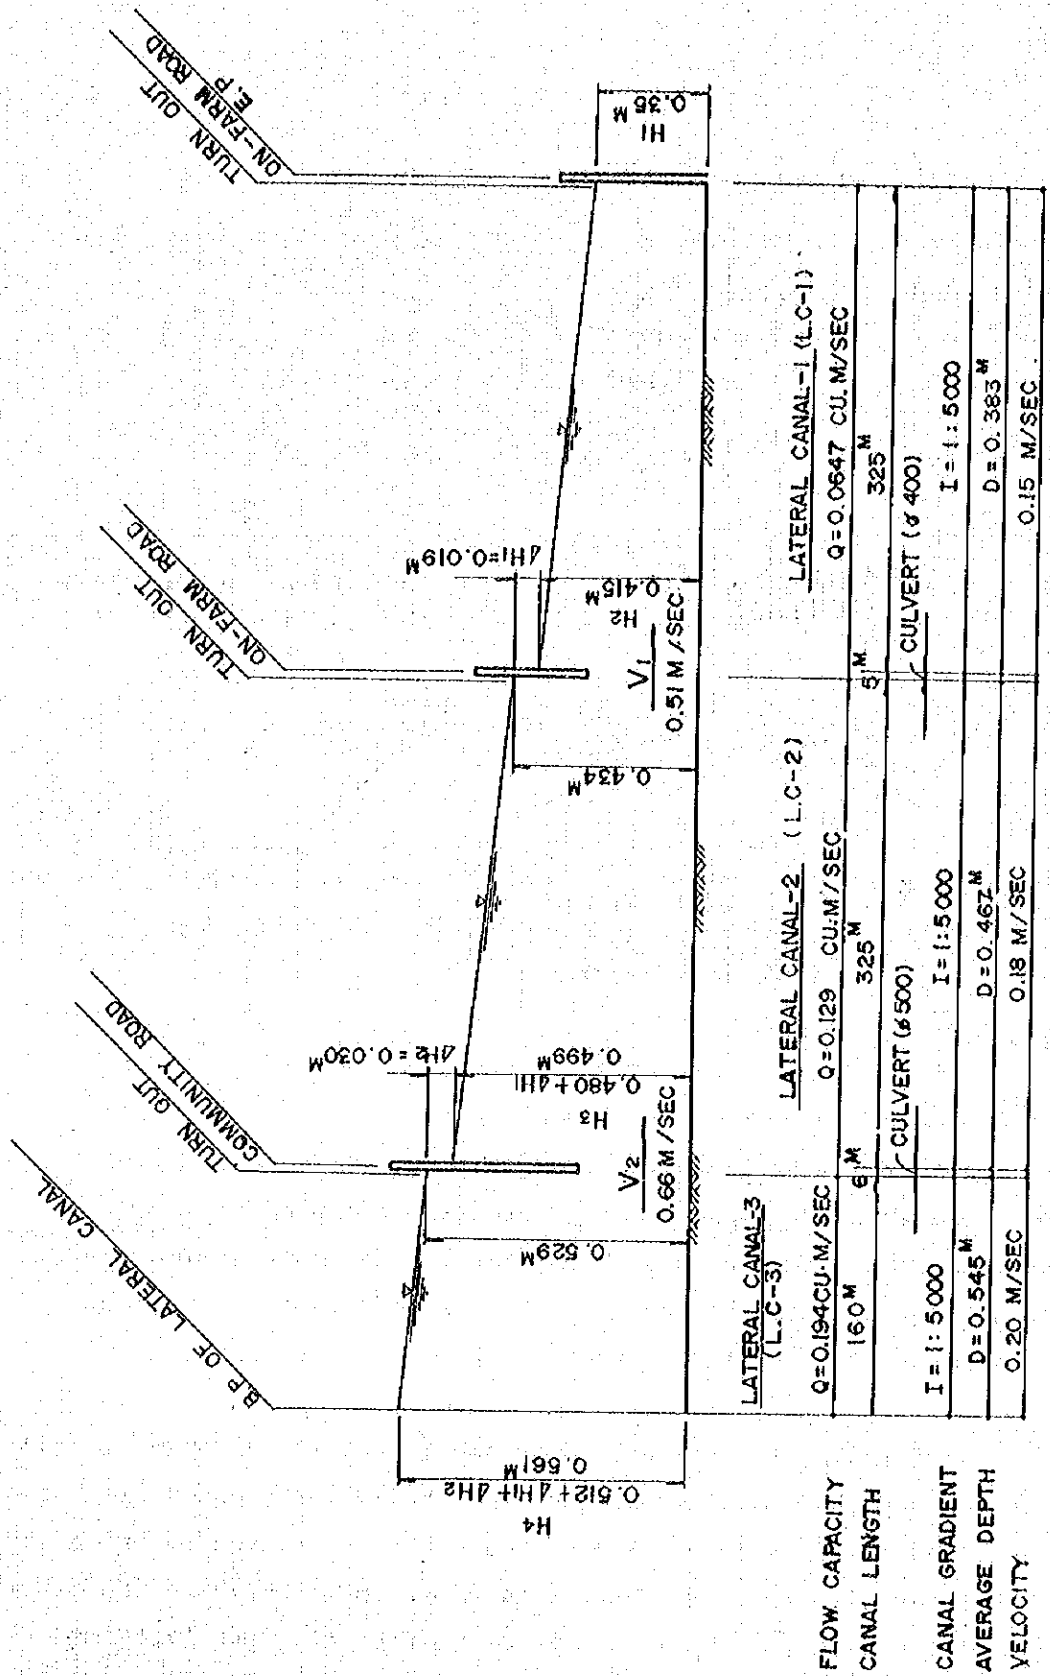 B.P OF LATERAL CANAL
TURN OUT
COMMUNITY ROAD
TURN OUT
ON-FARM ROAD
TURN OUT
ON-FARM ROAD
E.P
H4
0.512+ΔH1+ΔH2
0.561M
0.529M
ΔH2=0.030M
H3
0.480+ΔH1
0.499M
V2
0.66 M/SEC
0.434M
ΔH1=0.019M
H2
0.415M
V1
0.51 M/SEC
H1
0.35M
LATERAL CANAL-3
(L.C-3)
LATERAL CANAL-2 (L.C-2)
LATERAL CANAL-1 (L.C-1)
FLOW CAPACITY Q=0.194CU.M/SEC Q=0.129 CU.M/SEC Q=0.0647 CU.M/SEC
CANAL LENGTH 160M 6M 325M 5M 325M
CULVERT (ø500) CULVERT (ø400)
CANAL GRADIENT I=1:5000 I=1:5000 I=1:5000
AVERAGE DEPTH D=0.545M D=0.467M D=0.383M
VELOCITY 0.20 M/SEC 0.18 M/SEC 0.15 M/SEC